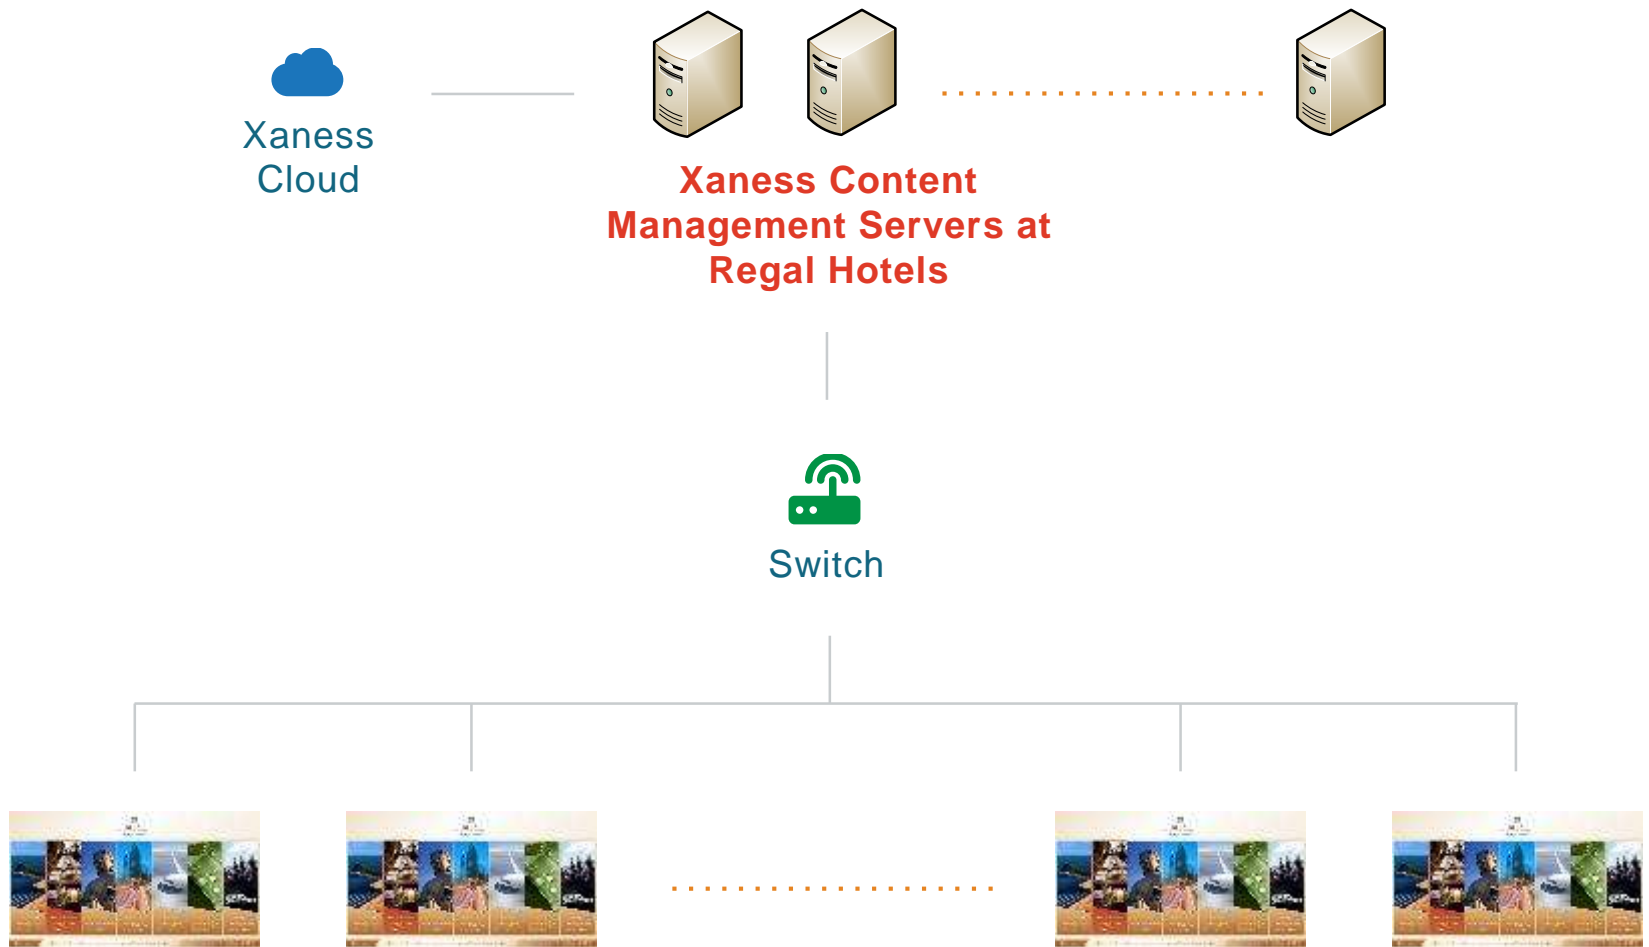 Xaness
Cloud
Xaness Content
Management Servers at
Regal Hotels
Switch